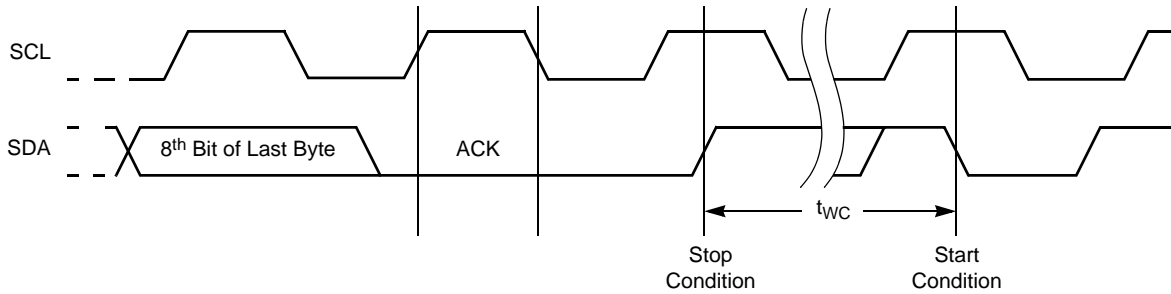 SCL
SDA
8th Bit of Last Byte
ACK
tWC
Stop
Condition
Start
Condition